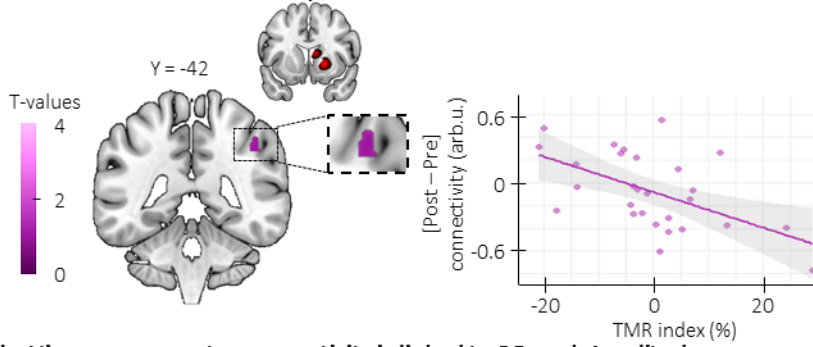 Y = -42
T-values
4
2
0
[Post – Pre]
connectivity (arb.u.)
0.6
0
-0.6
-20
0
20
TMR index (%)